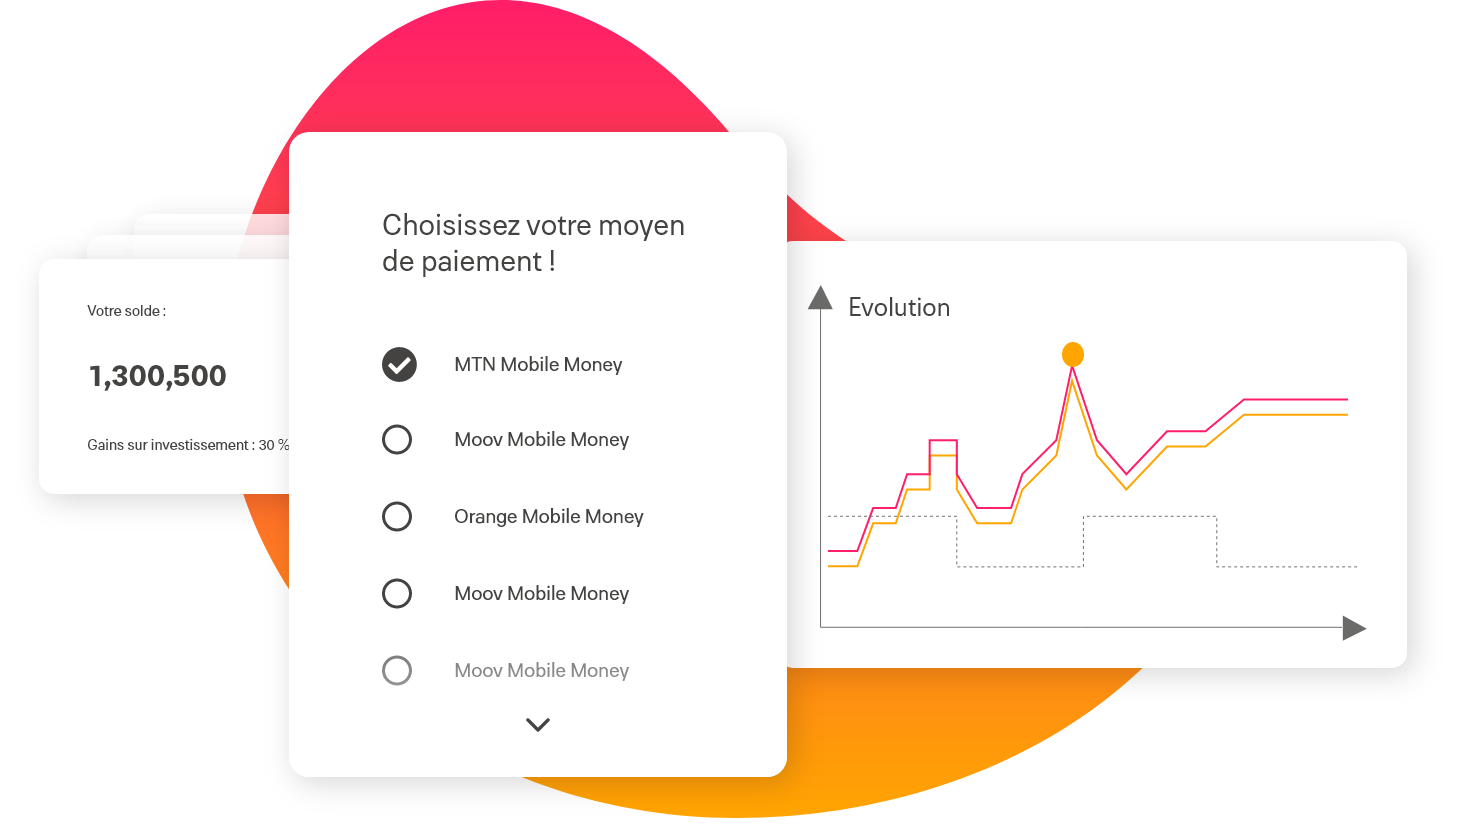 Votre solde :
1,300,500
Gains sur investissement : 30 %
Choisissez votre moyen
de paiement !
MTN Mobile Money
Moov Mobile Money
Orange Mobile Money
Moov Mobile Money
Moov Mobile Money
Evolution